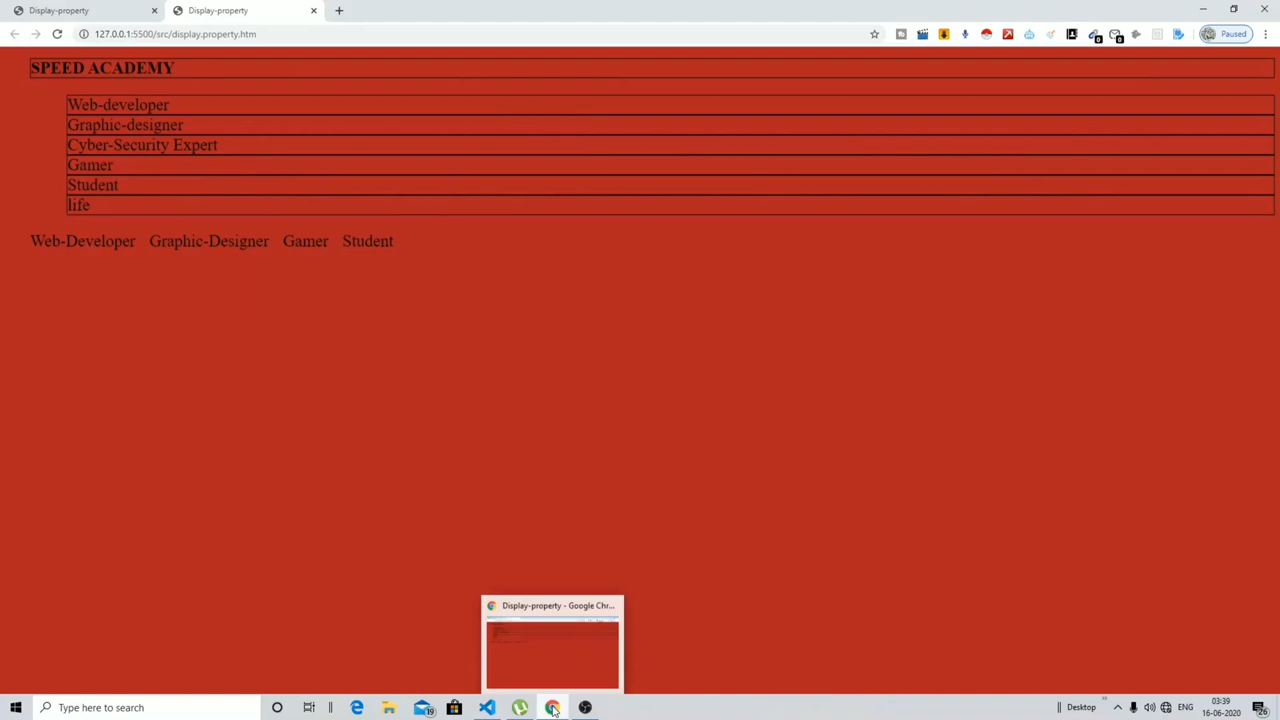 Display-property
Display-property
127.0.0.1:5500/src/display.property.htm
Paused
SPEED ACADEMY
Web-developer
Graphic-designer
Cyber-Security Expert
Gamer
Student
life
Web-Developer Graphic-Designer Gamer Student
Display-property - Google Chr...
Type here to search
19
Desktop
ENG
03:39
16-06-2020
26